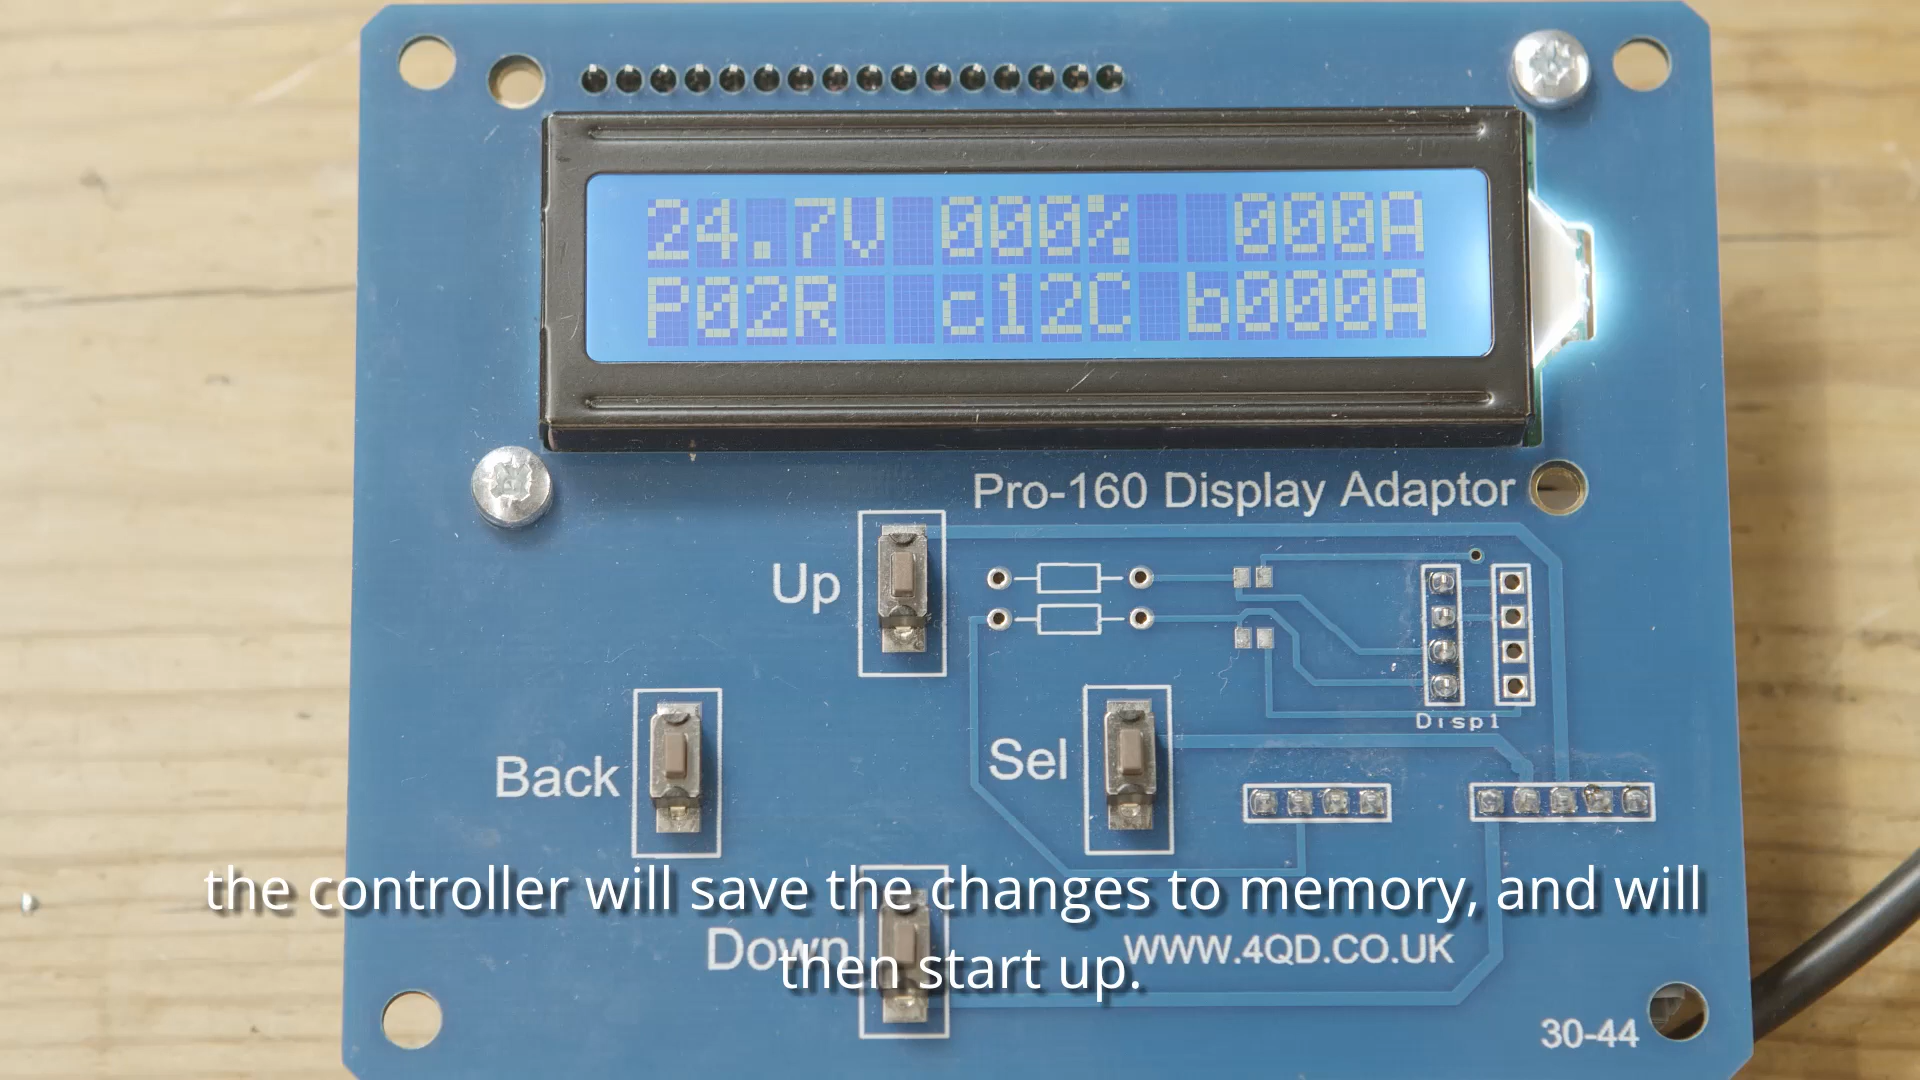 24.7V 000% 000A
P02R c12C b000A
Pro-160 Display Adaptor
Up
Disp1
Back
Sel
the controller will save the changes to memory, and will
then start up.
Down
WWW.4QD.CO.UK
30-44